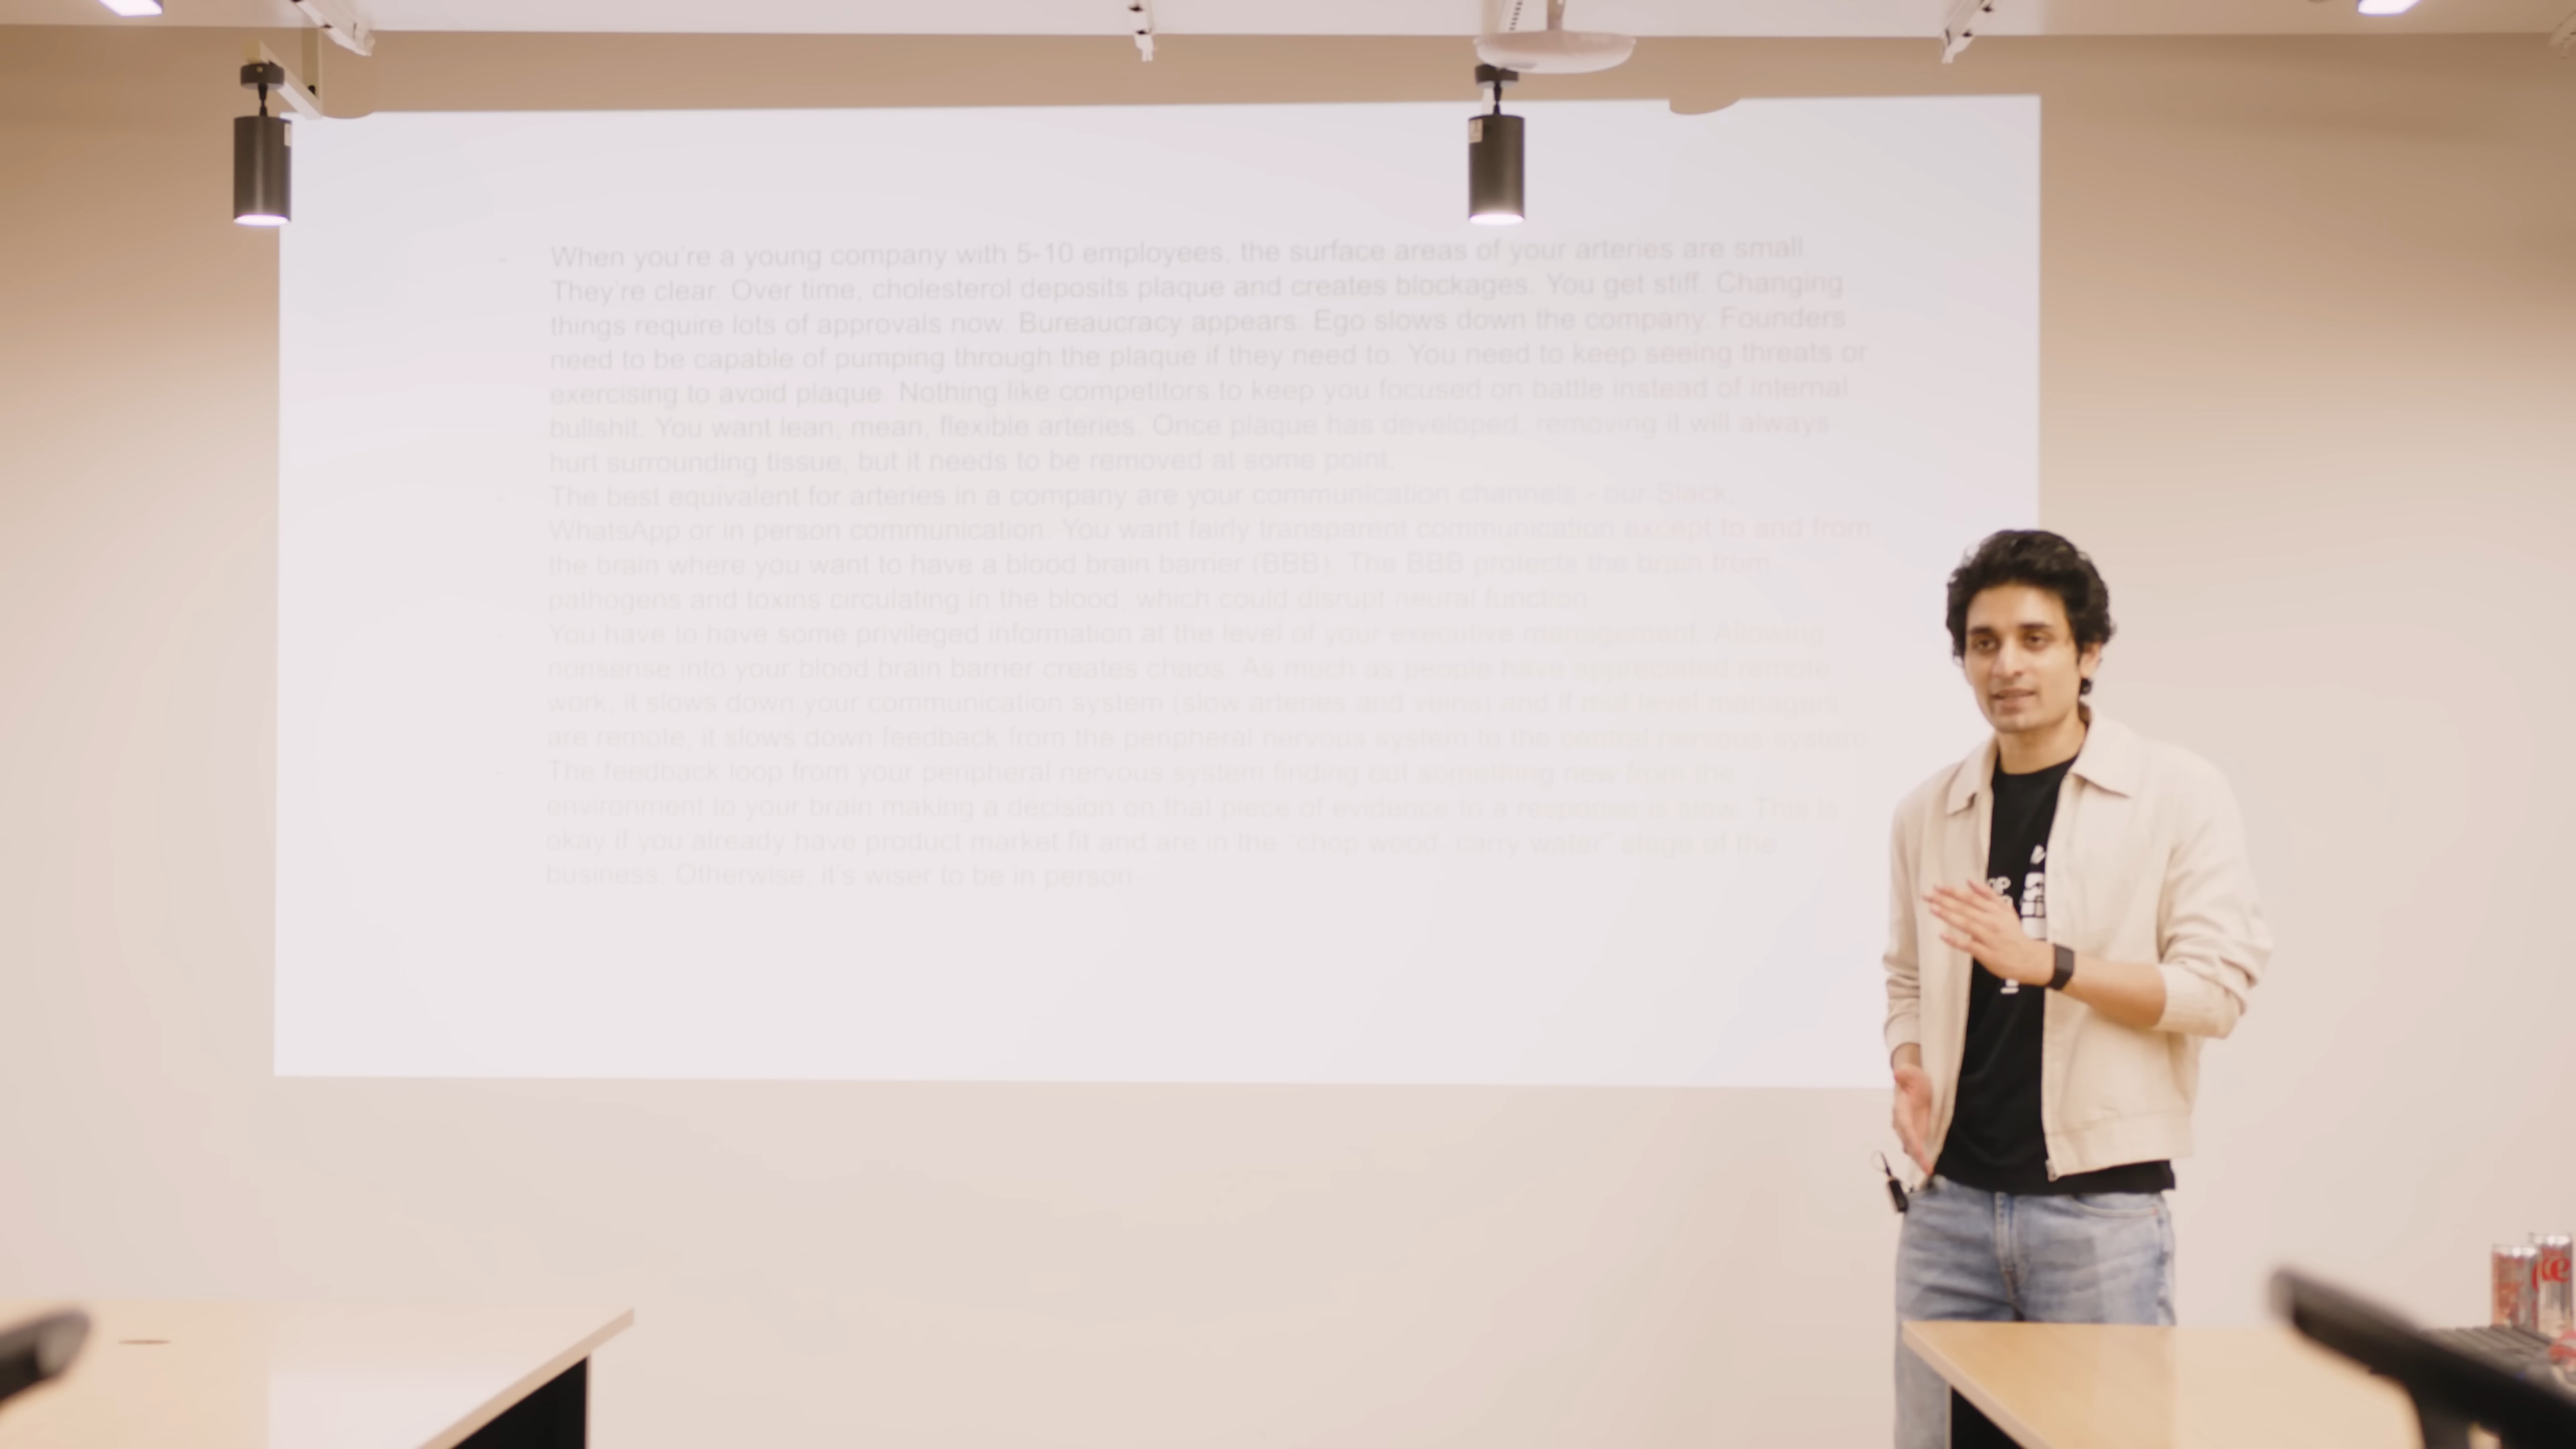 - When you're a young company with 5-10 employees, the surface areas of your arteries are small.
They're clear. Over time, cholesterol deposits plaque and creates blockages. You get stiff. Changing
things require lots of approvals now. Bureaucracy appears. Ego slows down the company. Founders
need to be capable of pumping through the plaque if they need to. You need to keep seeing threats or
exercising to avoid plaque. Nothing like competitors to keep you focused on battle instead of internal
bullshit. You want lean, mean, flexible arteries. Once plaque has developed, removing it will always
hurt surrounding tissue, but it needs to be removed at some point.
- The best equivalent for arteries in a company are your communication channels - our Slack,
WhatsApp or in person communication. You want fairly transparent communication except to and from
the brain where you want to have a blood brain barrier (BBB). The BBB protects the brain from
pathogens and toxins circulating in the blood, which could disrupt neural function.
- You have to have some privileged information at the level of your executive management. Allowing
nonsense into your blood brain barrier creates chaos. As much as people have appreciated remote
work, it slows down your communication system (slow arteries and veins) and if mid level managers
are remote, it slows down feedback from the peripheral nervous system to the central nervous system.
- The feedback loop from your peripheral nervous system finding out something new from the
environment to your brain making a decision on that piece of evidence to a response is slow. This is
okay if you already have product market fit and are in the "chop wood, carry water" stage of the
business. Otherwise, it's wiser to be in person.